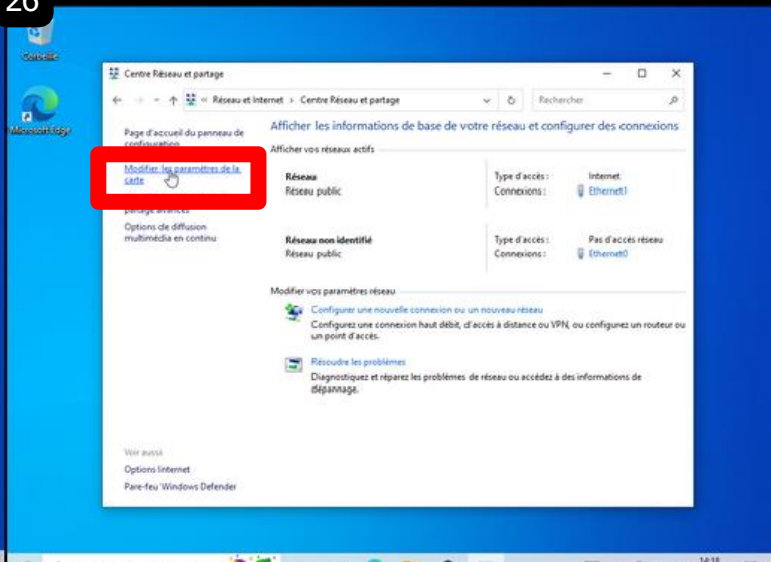 26
Corbeille
Microsoft Edge
Centre Réseau et partage
Réseau et Internet > Centre Réseau et partage
Rechercher
Page d'accueil du panneau de
configuration
Modifier les paramètres de la
carte
partage avancés
Options de diffusion
multimédia en continu
Afficher les informations de base de votre réseau et configurer des connexions
Afficher vos réseaux actifs
Réseau
Réseau public
Type d'accès : Internet
Connexions : Ethernet1
Réseau non identifié
Réseau public
Type d'accès : Pas d'accès réseau
Connexions : Ethernet0
Modifier vos paramètres réseau
Configurer une nouvelle connexion ou un nouveau réseau
Configurez une connexion haut débit, d'accès à distance ou VPN, ou configurez un routeur ou
un point d'accès.
Résoudre les problèmes
Diagnostiquez et réparez les problèmes de réseau ou accédez à des informations de
dépannage.
Voir aussi
Options Internet
Pare-feu Windows Defender
14:18